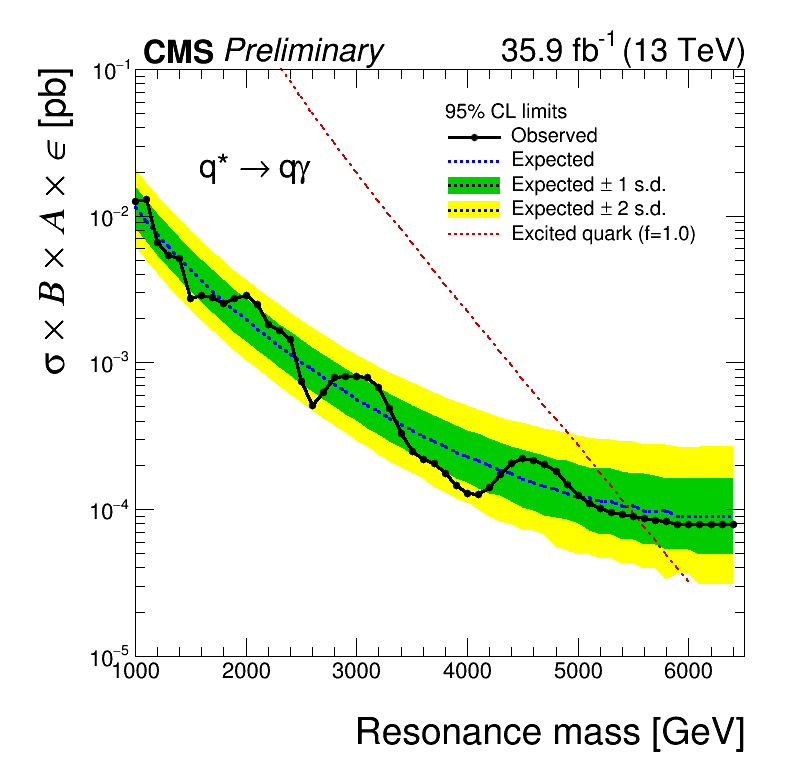 CMS Preliminary 35.9 fb⁻¹ (13 TeV)
σ × B × A × ϵ [pb]
10⁻¹
10⁻²
10⁻³
10⁻⁴
10⁻⁵
q* → qγ
95% CL limits
Observed
Expected
Expected ± 1 s.d.
Expected ± 2 s.d.
Excited quark (f=1.0)
1000 2000 3000 4000 5000 6000
Resonance mass [GeV]